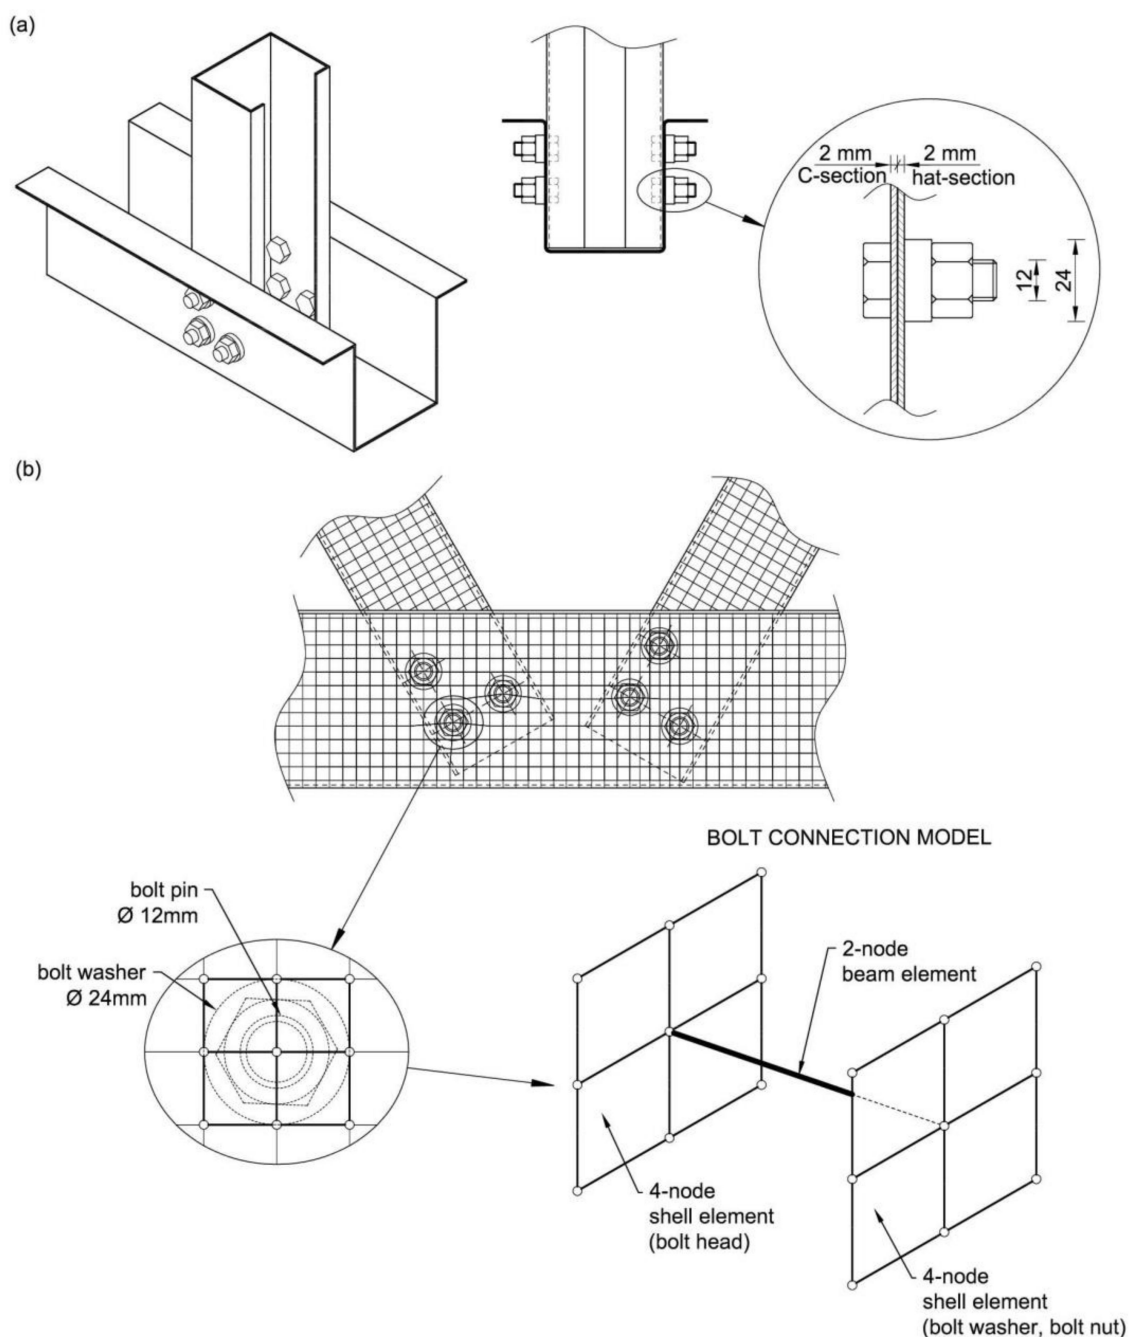 (a)
2 mm
2 mm
C-section
hat-section
12
24
(b)
BOLT CONNECTION MODEL
bolt pin
Ø 12mm
bolt washer
Ø 24mm
2-node
beam element
4-node
shell element
(bolt head)
4-node
shell element
(bolt washer, bolt nut)